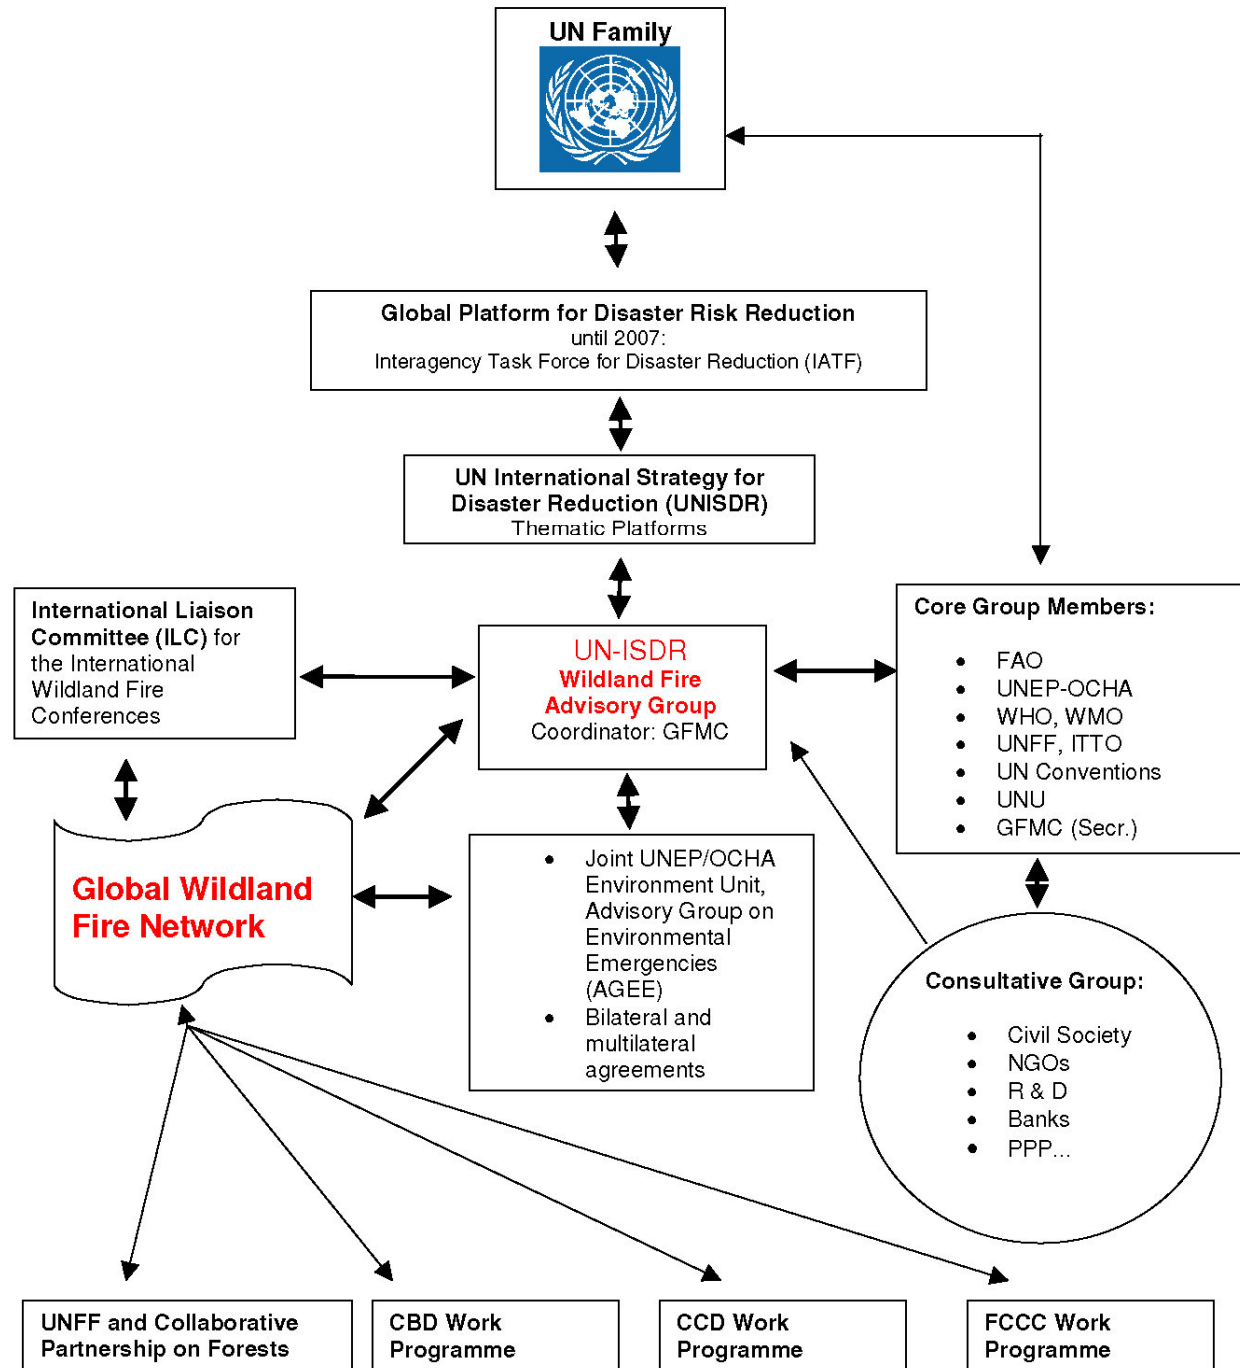 UN Family
Global Platform for Disaster Risk Reduction
until 2007:
Interagency Task Force for Disaster Reduction (IATF)
UN International Strategy for
Disaster Reduction (UNISDR)
Thematic Platforms
International Liaison
Committee (ILC) for
the International
Wildland Fire
Conferences
UN-ISDR
Wildland Fire
Advisory Group
Coordinator: GFMC
Core Group Members:
• FAO
• UNEP-OCHA
• WHO, WMO
• UNFF, ITTO
• UN Conventions
• UNU
• GFMC (Secr.)
Global Wildland
Fire Network
• Joint UNEP/OCHA
Environment Unit,
Advisory Group on
Environmental
Emergencies
(AGEE)
• Bilateral and
multilateral
agreements
Consultative Group:
• Civil Society
• NGOs
• R & D
• Banks
• PPP...
UNFF and Collaborative
Partnership on Forests
CBD Work
Programme
CCD Work
Programme
FCCC Work
Programme